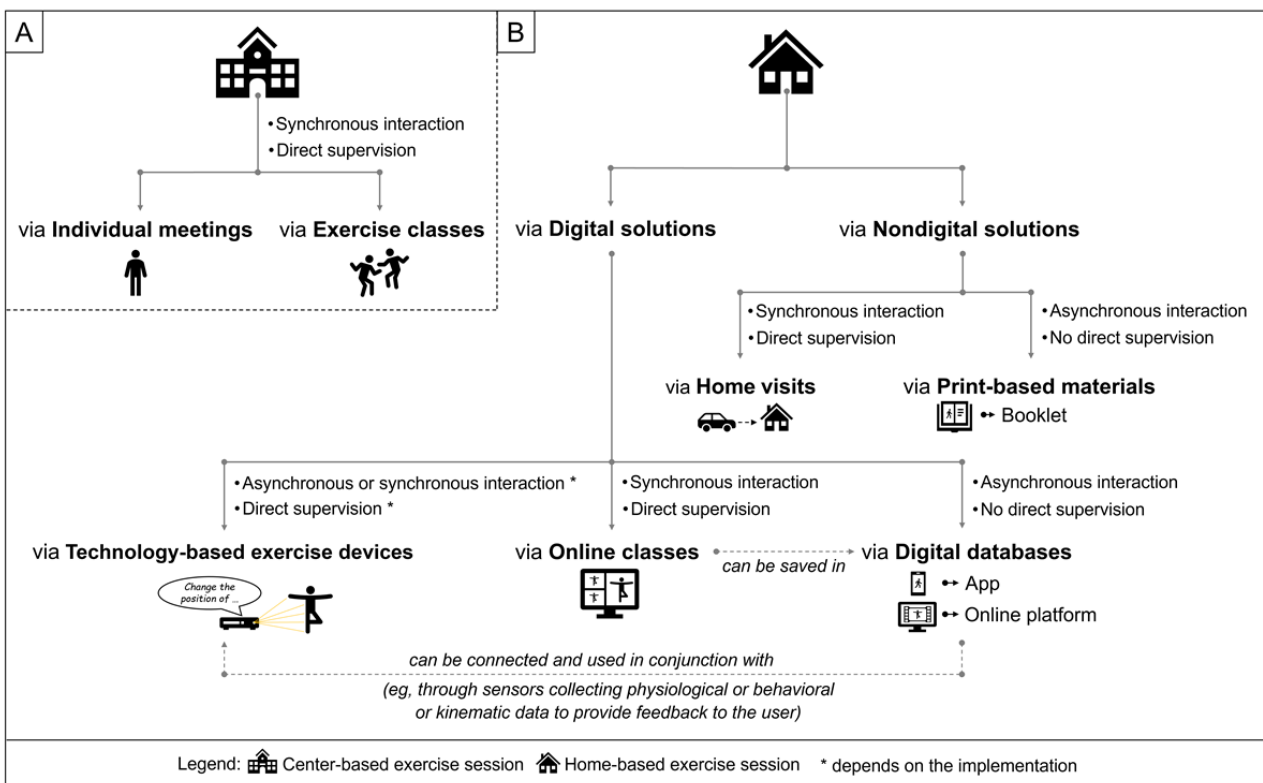 A
B
• Synchronous interaction
• Direct supervision
via Individual meetings
via Exercise classes
via Digital solutions
via Nondigital solutions
• Synchronous interaction
• Direct supervision
• Asynchronous interaction
• No direct supervision
via Home visits
via Print-based materials
Booklet
• Asynchronous or synchronous interaction *
• Direct supervision *
• Synchronous interaction
• Direct supervision
• Asynchronous interaction
• No direct supervision
via Technology-based exercise devices
Change the
position of ...
via Online classes
can be saved in
via Digital databases
App
Online platform
can be connected and used in conjunction with
(eg, through sensors collecting physiological or behavioral
or kinematic data to provide feedback to the user)
Legend: Center-based exercise session Home-based exercise session * depends on the implementation